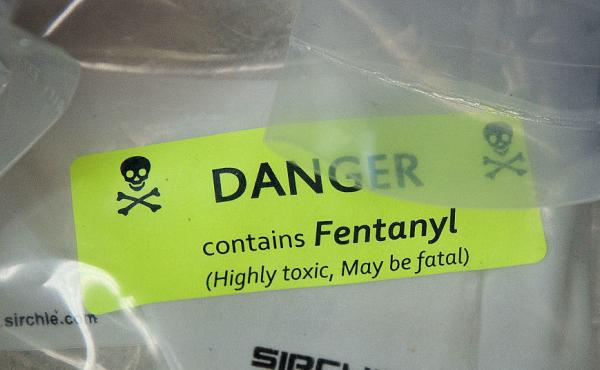 DANGER
contains Fentanyl
(Highly toxic, May be fatal)
.sirchie.com